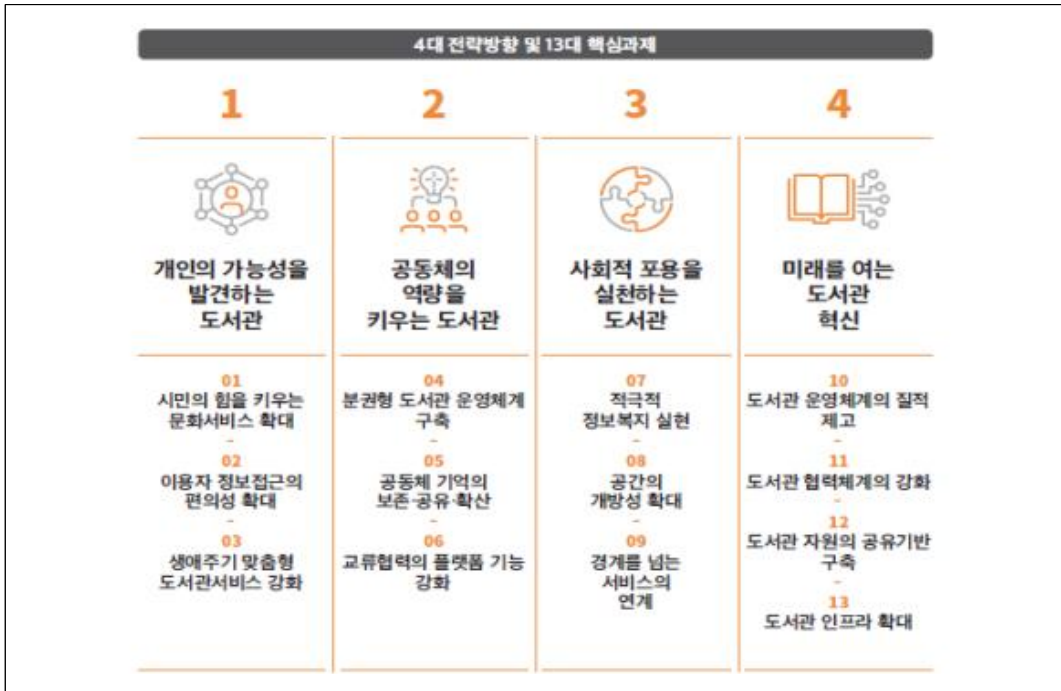 4대 전략방향 및 13대 핵심과제
1
개인의 가능성을
발견하는
도서관
01
시민의 힘을 키우는
문화서비스 확대
-
02
이용자 정보접근의
편의성 확대
-
03
생애주기 맞춤형
도서관서비스 강화
2
공동체의
역량을
키우는 도서관
04
분권형 도서관 운영체계
구축
-
05
공동체 기억의
보존·공유·확산
-
06
교류협력의 플랫폼 기능
강화
3
사회적 포용을
실천하는
도서관
07
적극적
정보복지 실현
-
08
공간의
개방성 확대
-
09
경계를 넘는
서비스의
연계
4
미래를 여는
도서관
혁신
10
도서관 운영체계의 질적
제고
-
11
도서관 협력체계의 강화
-
12
도서관 자원의 공유기반
구축
-
13
도서관 인프라 확대